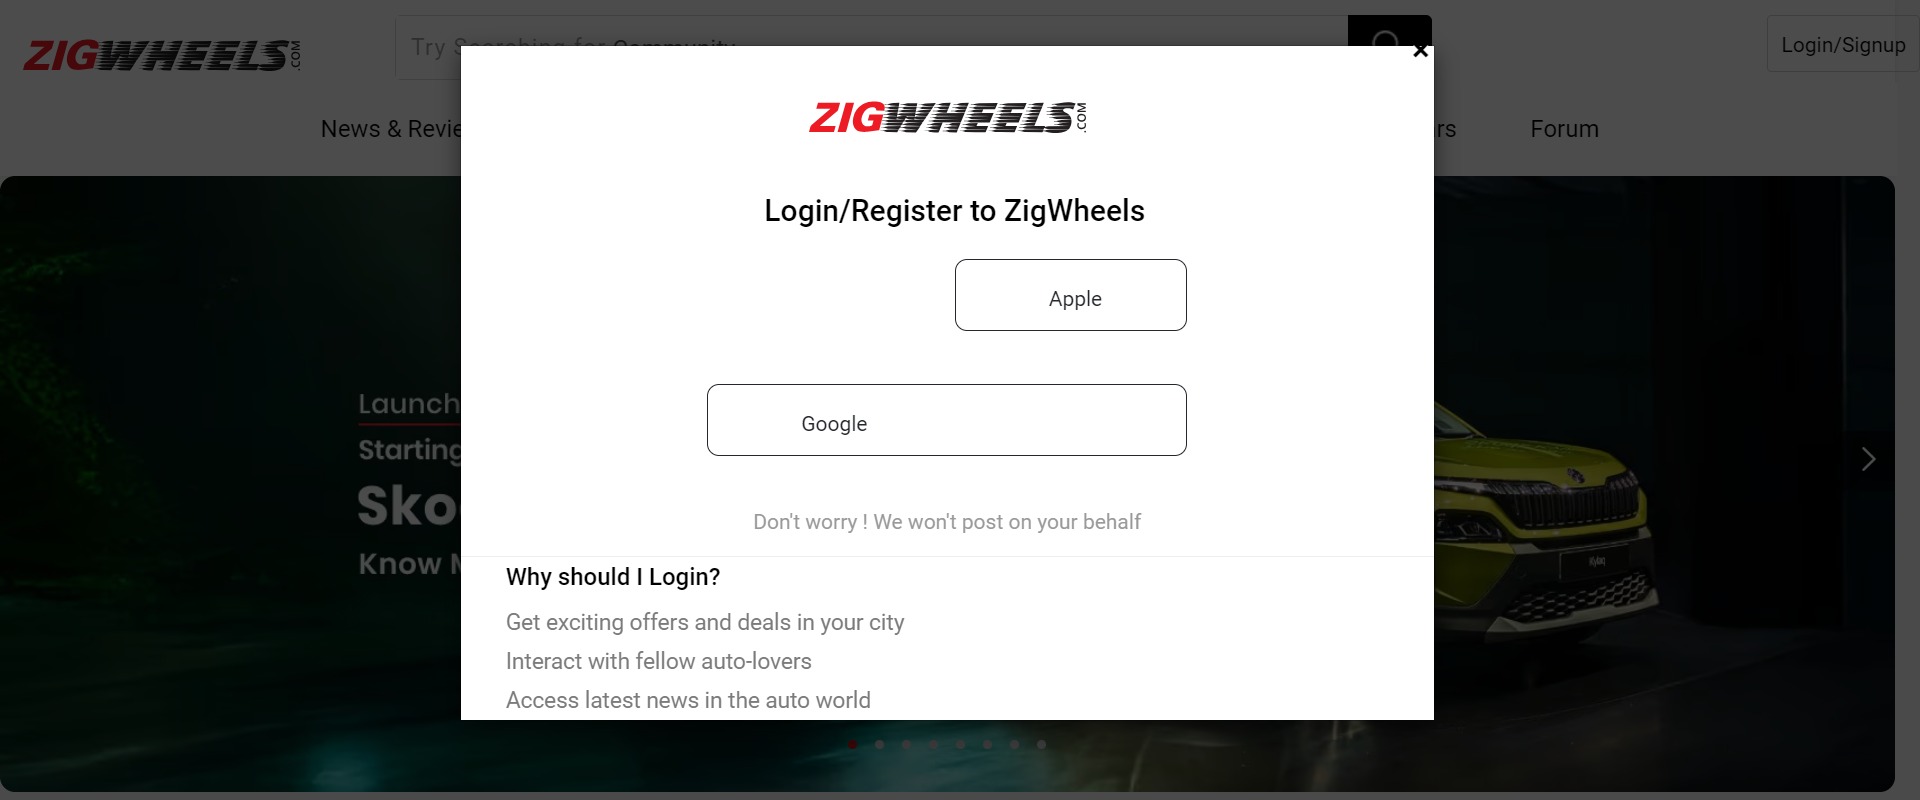 ZIGWHEELS.COM
Try Searching for Community
Login/Signup
News & Revie
rs
Forum
ZIGWHEELS.COM
Login/Register to ZigWheels
Apple
Google
Don't worry ! We won't post on your behalf
Why should I Login?
Get exciting offers and deals in your city
Interact with fellow auto-lovers
Access latest news in the auto world
Launch
Starting
Sko
Know
Kylaq